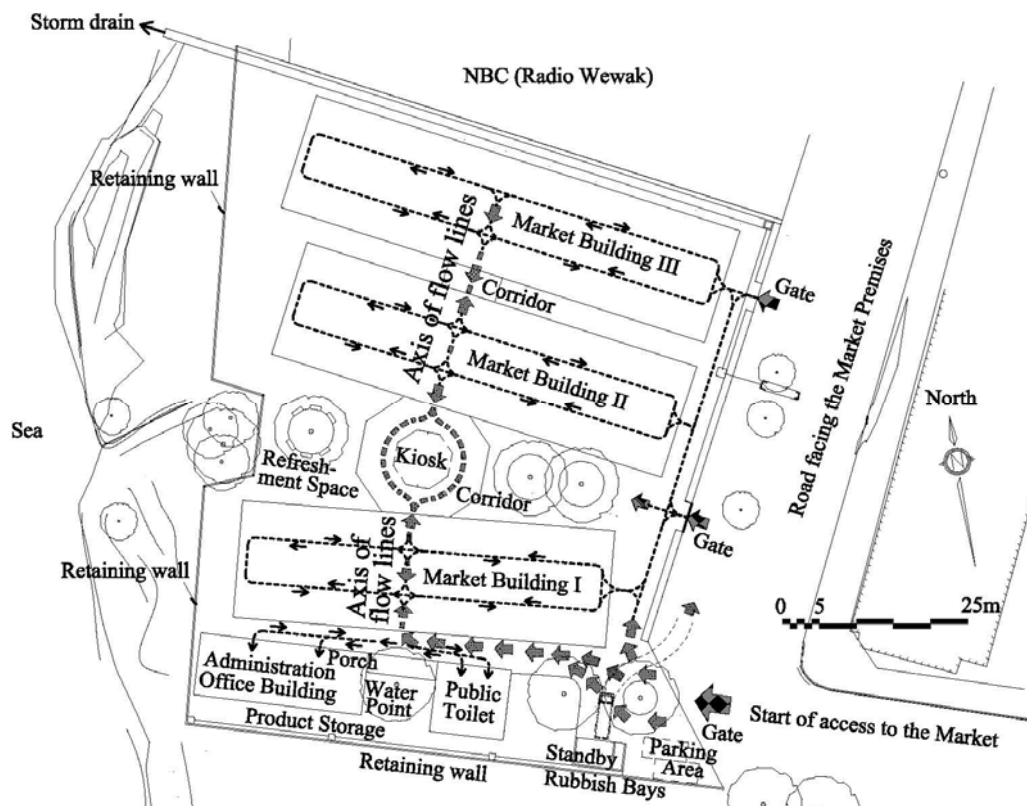 Storm drain
NBC (Radio Wewak)
Retaining wall
Axis of flow lines
Market Building III
Gate
Corridor
Market Building II
Road facing the Market Premises
North
Sea
Refresh-
ment Space
Kiosk
Corridor
Gate
Retaining wall
Axis of
flow lines
Market Building I
0 5 25m
Administration
Office Building
Porch
Water
Point
Public
Toilet
Product Storage
Gate
Start of access to the Market
Standby
Parking
Area
Retaining wall
Rubbish Bays